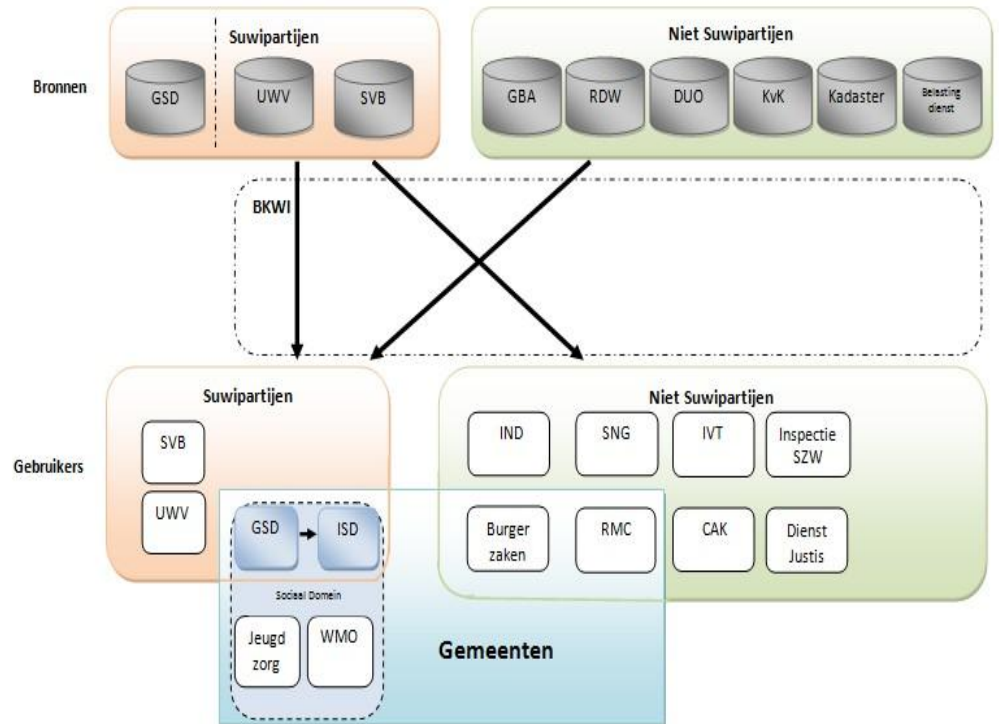 Suwipartijen
Niet Suwipartijen
Bronnen
GSD
UWV
SVB
GBA
RDW
DUO
KvK
Kadaster
Belasting
dienst
BKWI
Suwipartijen
Niet Suwipartijen
Gebruikers
SVB
UWV
GSD
ISD
Sociaal Domein
Jeugd
zorg
WMO
IND
SNG
IVT
Inspectie
SZW
Burger
zaken
RMC
CAK
Dienst
Justis
Gemeenten